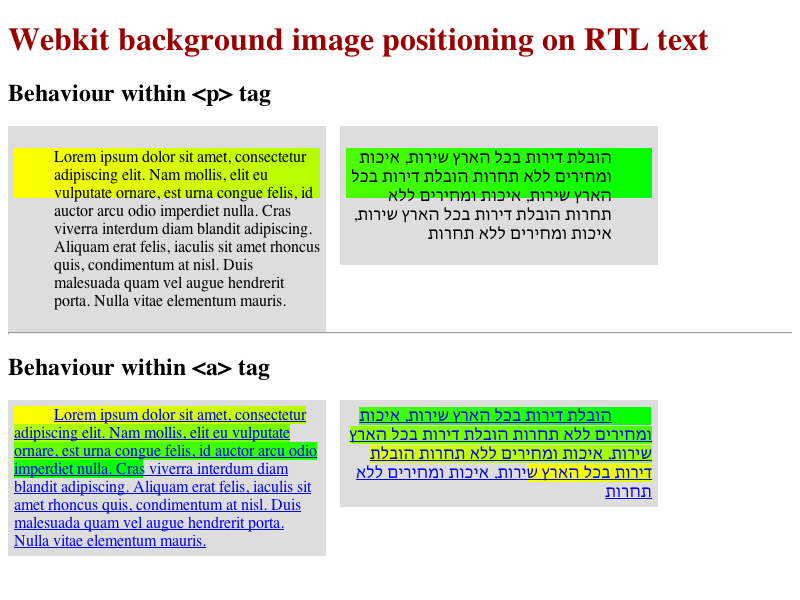 Webkit background image positioning on RTL text
Behaviour within <p> tag
Lorem ipsum dolor sit amet, consectetur
adipiscing elit. Nam mollis, elit eu
vulputate ornare, est urna congue felis, id
auctor arcu odio imperdiet nulla. Cras
viverra interdum diam blandit adipiscing.
Aliquam erat felis, iaculis sit amet rhoncus
quis, condimentum at nisl. Duis
malesuada quam vel augue hendrerit
porta. Nulla vitae elementum mauris.
הובלת דירות בכל הארץ שירות, איכות
ומחירים ללא תחרות הובלת דירות בכל
הארץ שירות, איכות ומחירים ללא
תחרות הובלת דירות בכל הארץ שירות,
איכות ומחירים ללא תחרות
Behaviour within <a> tag
Lorem ipsum dolor sit amet, consectetur
adipiscing elit. Nam mollis, elit eu vulputate
ornare, est urna congue felis, id auctor arcu odio
imperdiet nulla. Cras viverra interdum diam
blandit adipiscing. Aliquam erat felis, iaculis sit
amet rhoncus quis, condimentum at nisl. Duis
malesuada quam vel augue hendrerit porta.
Nulla vitae elementum mauris.
הובלת דירות בכל הארץ שירות, איכות
ומחירים ללא תחרות הובלת דירות בכל הארץ
שירות, איכות ומחירים ללא תחרות הובלת
דירות בכל הארץ שירות, איכות ומחירים ללא
תחרות